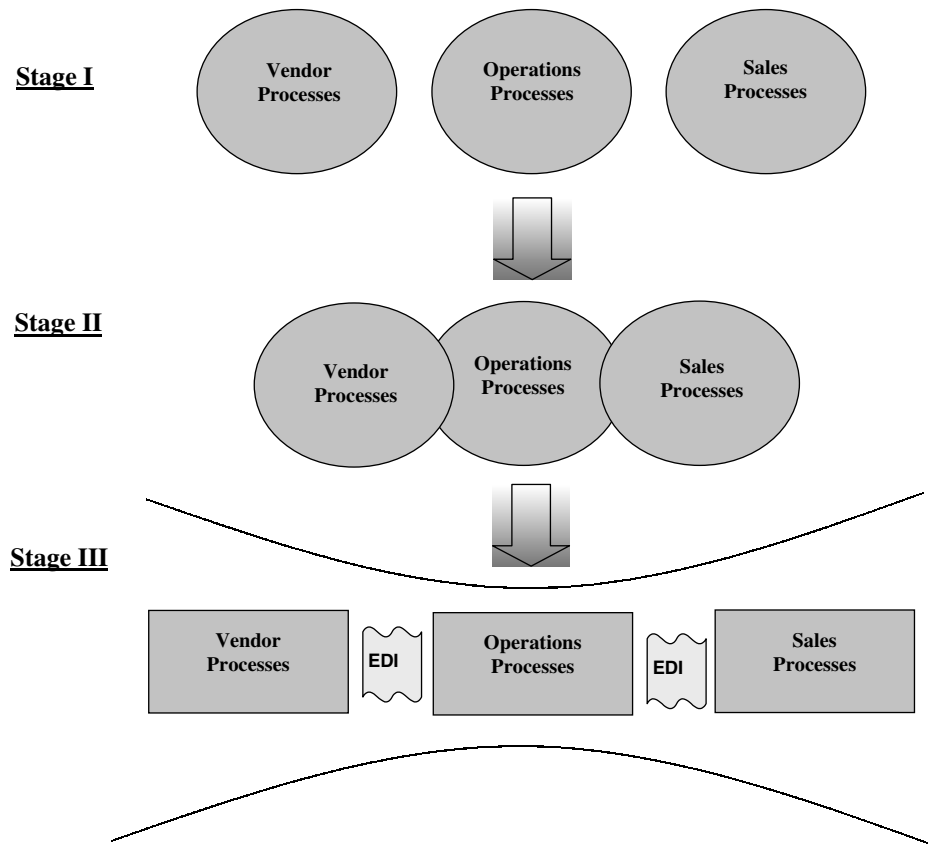 Stage I
Vendor
Processes
Operations
Processes
Sales
Processes
Stage II
Vendor
Processes
Operations
Processes
Sales
Processes
Stage III
Vendor
Processes
EDI
Operations
Processes
EDI
Sales
Processes